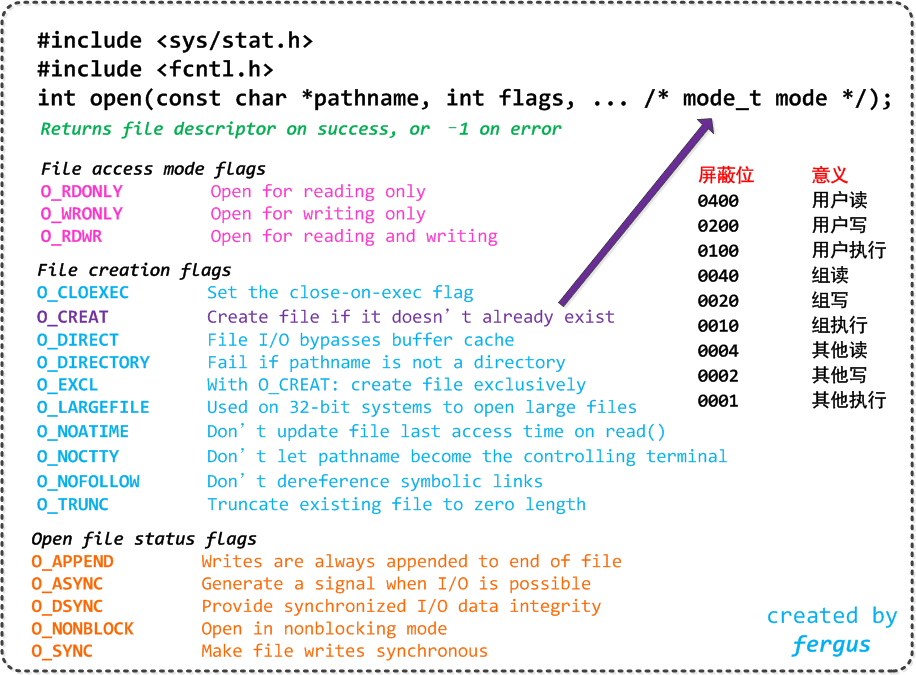 #include <sys/stat.h>
#include <fcntl.h>
int open(const char *pathname, int flags, ... /* mode_t mode */);
Returns file descriptor on success, or –1 on error
File access mode flags
O_RDONLY Open for reading only
O_WRONLY Open for writing only
O_RDWR Open for reading and writing
File creation flags
O_CLOEXEC Set the close-on-exec flag
O_CREAT Create file if it doesn’t already exist
O_DIRECT File I/O bypasses buffer cache
O_DIRECTORY Fail if pathname is not a directory
O_EXCL With O_CREAT: create file exclusively
O_LARGEFILE Used on 32-bit systems to open large files
O_NOATIME Don’t update file last access time on read()
O_NOCTTY Don’t let pathname become the controlling terminal
O_NOFOLLOW Don’t dereference symbolic links
O_TRUNC Truncate existing file to zero length
Open file status flags
O_APPEND Writes are always appended to end of file
O_ASYNC Generate a signal when I/O is possible
O_DSYNC Provide synchronized I/O data integrity
O_NONBLOCK Open in nonblocking mode
O_SYNC Make file writes synchronous
屏蔽位 意义
0400 用户读
0200 用户写
0100 用户执行
0040 组读
0020 组写
0010 组执行
0004 其他读
0002 其他写
0001 其他执行
created by
fergus